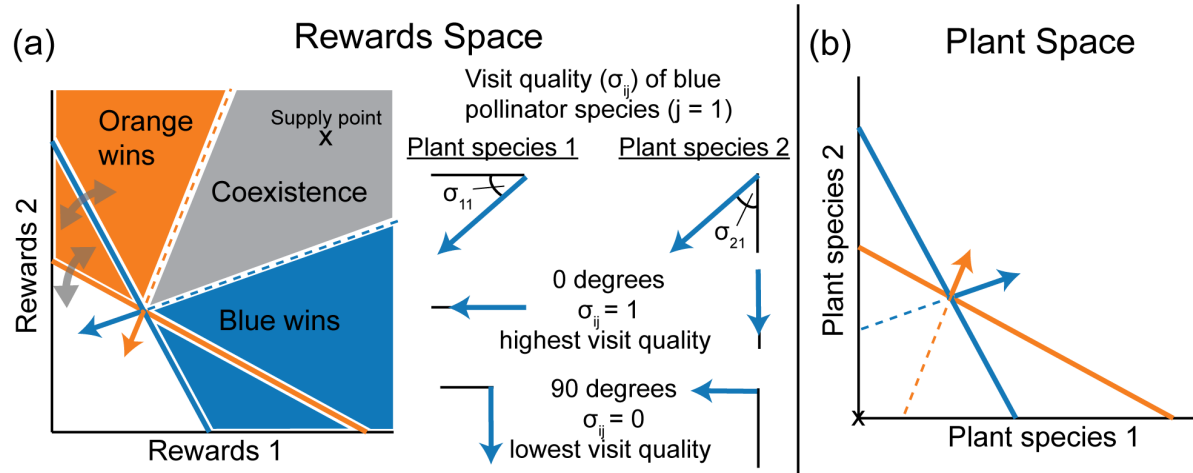 (a)
Rewards Space
Orange
wins
Supply point
x
Coexistence
Blue wins
Rewards 2
Rewards 1
Visit quality (σij) of blue
pollinator species (j = 1)
Plant species 1
Plant species 2
σ11
σ21
0 degrees
σij = 1
highest visit quality
90 degrees
σij = 0
lowest visit quality
(b)
Plant Space
Plant species 2
x
Plant species 1